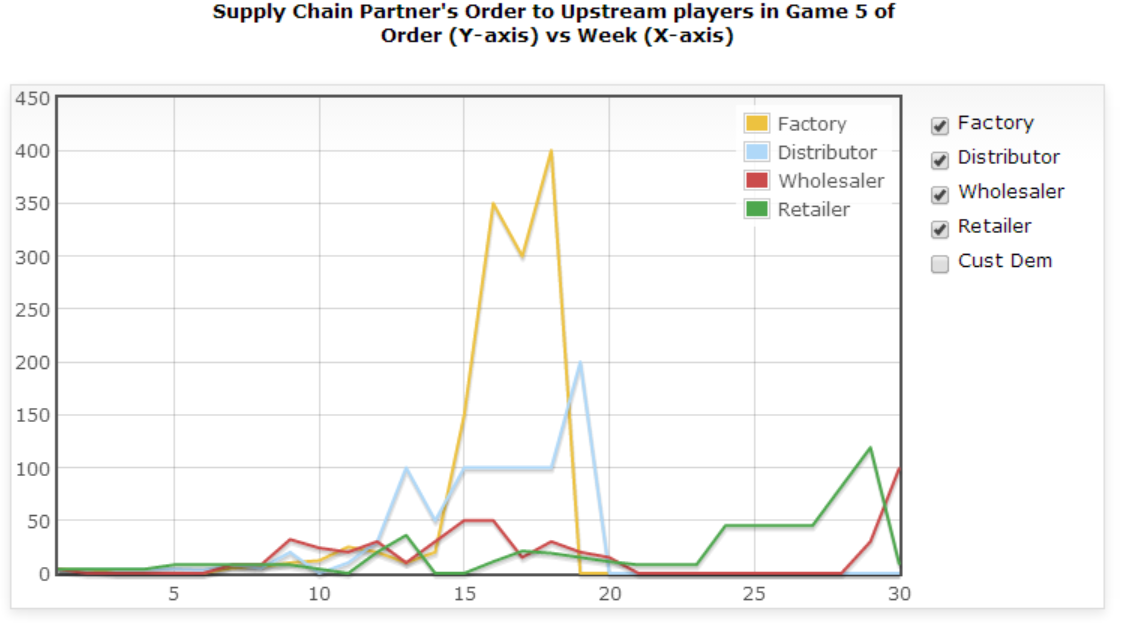 Supply Chain Partner's Order to Upstream players in Game 5 of
Order (Y-axis) vs Week (X-axis)
450
400
350
300
250
200
150
100
50
0
5
10
15
20
25
30
Factory
Distributor
Wholesaler
Retailer
Factory
Distributor
Wholesaler
Retailer
Cust Dem